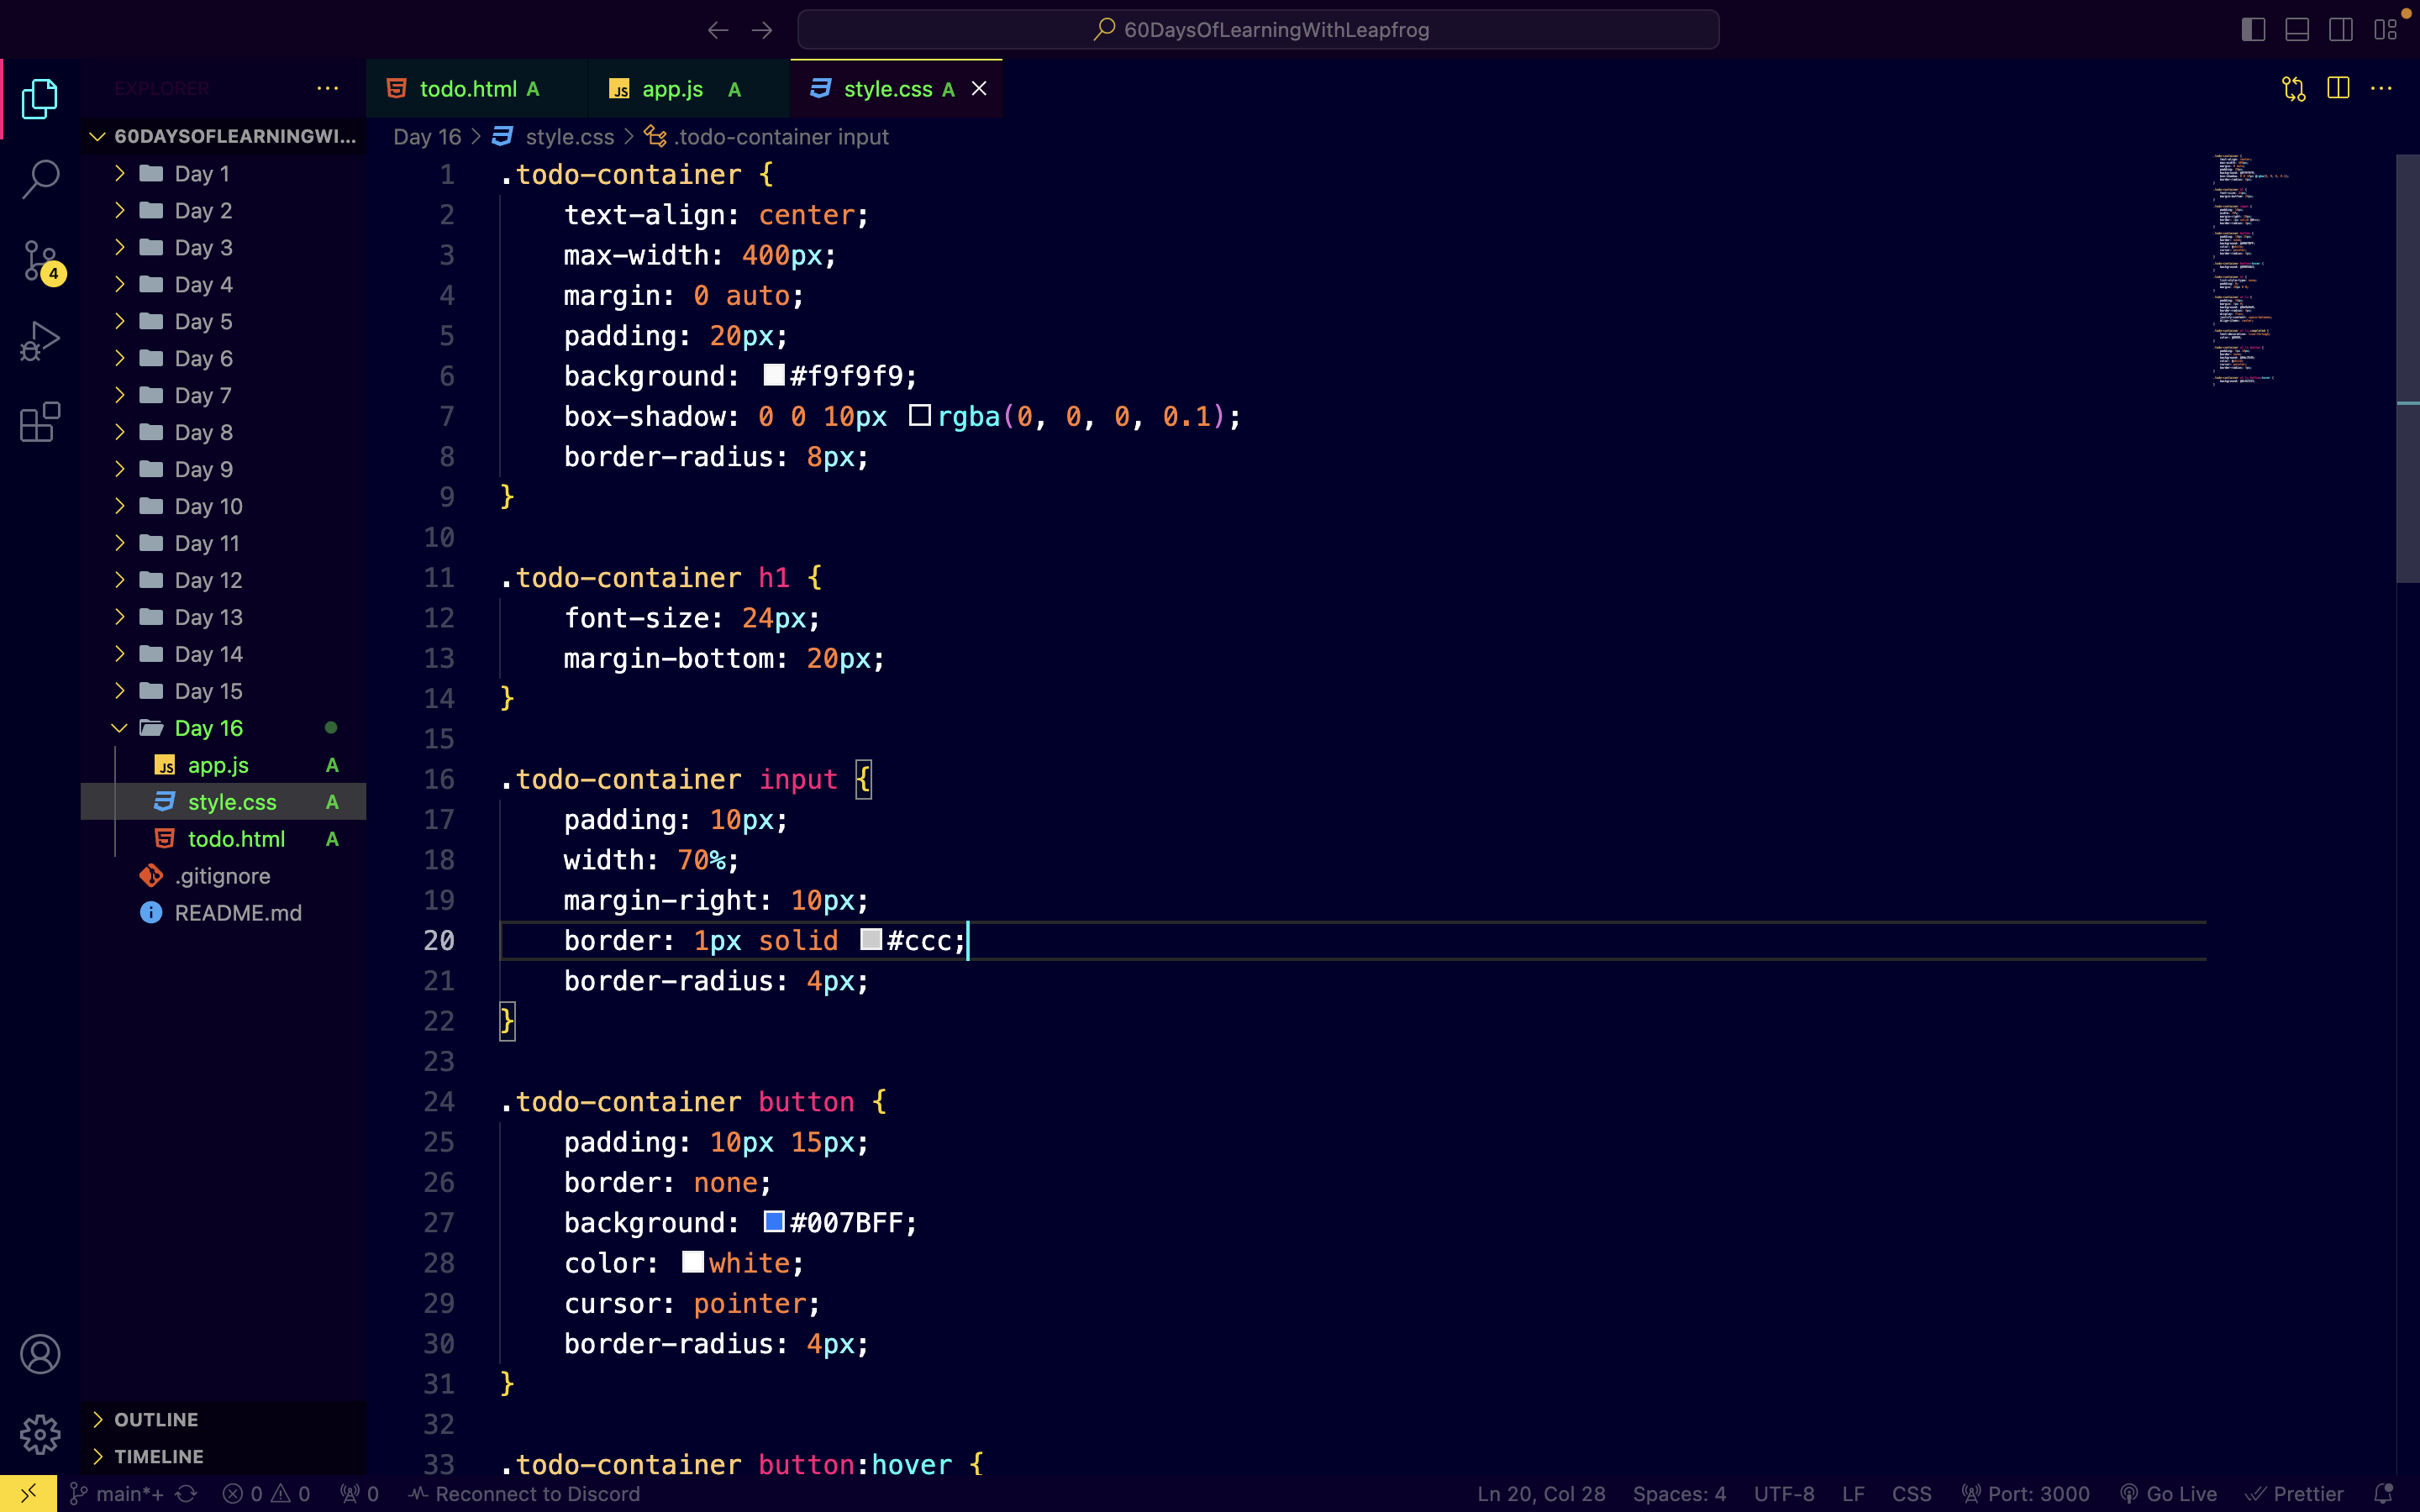 60DaysOfLearningWithLeapfrog
EXPLORER
todo.html A
app.js A
style.css A
60DAYSOFLEARNINGWI...
Day 16 > style.css > .todo-container input
Day 1
Day 2
Day 3
Day 4
Day 5
Day 6
Day 7
Day 8
Day 9
Day 10
Day 11
Day 12
Day 13
Day 14
Day 15
Day 16
app.js A
style.css A
todo.html A
.gitignore
README.md
OUTLINE
TIMELINE
4
1 .todo-container {
2 text-align: center;
3 max-width: 400px;
4 margin: 0 auto;
5 padding: 20px;
6 background: #f9f9f9;
7 box-shadow: 0 0 10px rgba(0, 0, 0, 0.1);
8 border-radius: 8px;
9 }
10
11 .todo-container h1 {
12 font-size: 24px;
13 margin-bottom: 20px;
14 }
15
16 .todo-container input {
17 padding: 10px;
18 width: 70%;
19 margin-right: 10px;
20 border: 1px solid #ccc;
21 border-radius: 4px;
22 }
23
24 .todo-container button {
25 padding: 10px 15px;
26 border: none;
27 background: #007BFF;
28 color: white;
29 cursor: pointer;
30 border-radius: 4px;
31 }
32
33 .todo-container button:hover {
main*+ 0 0 0 Reconnect to Discord Ln 20, Col 28 Spaces: 4 UTF-8 LF CSS Port: 3000 Go Live Prettier